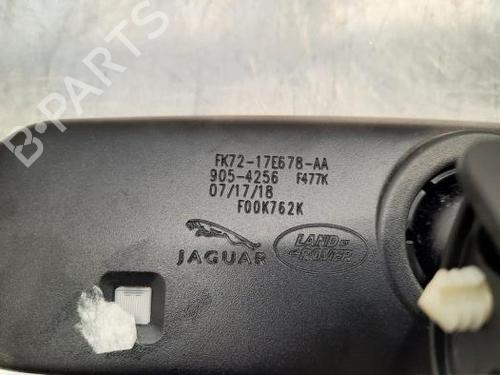 FK72-17E678-AA
905-4256 F477K
07/17/18
F00K762K
JAGUAR
LAND ROVER
B-PARTS